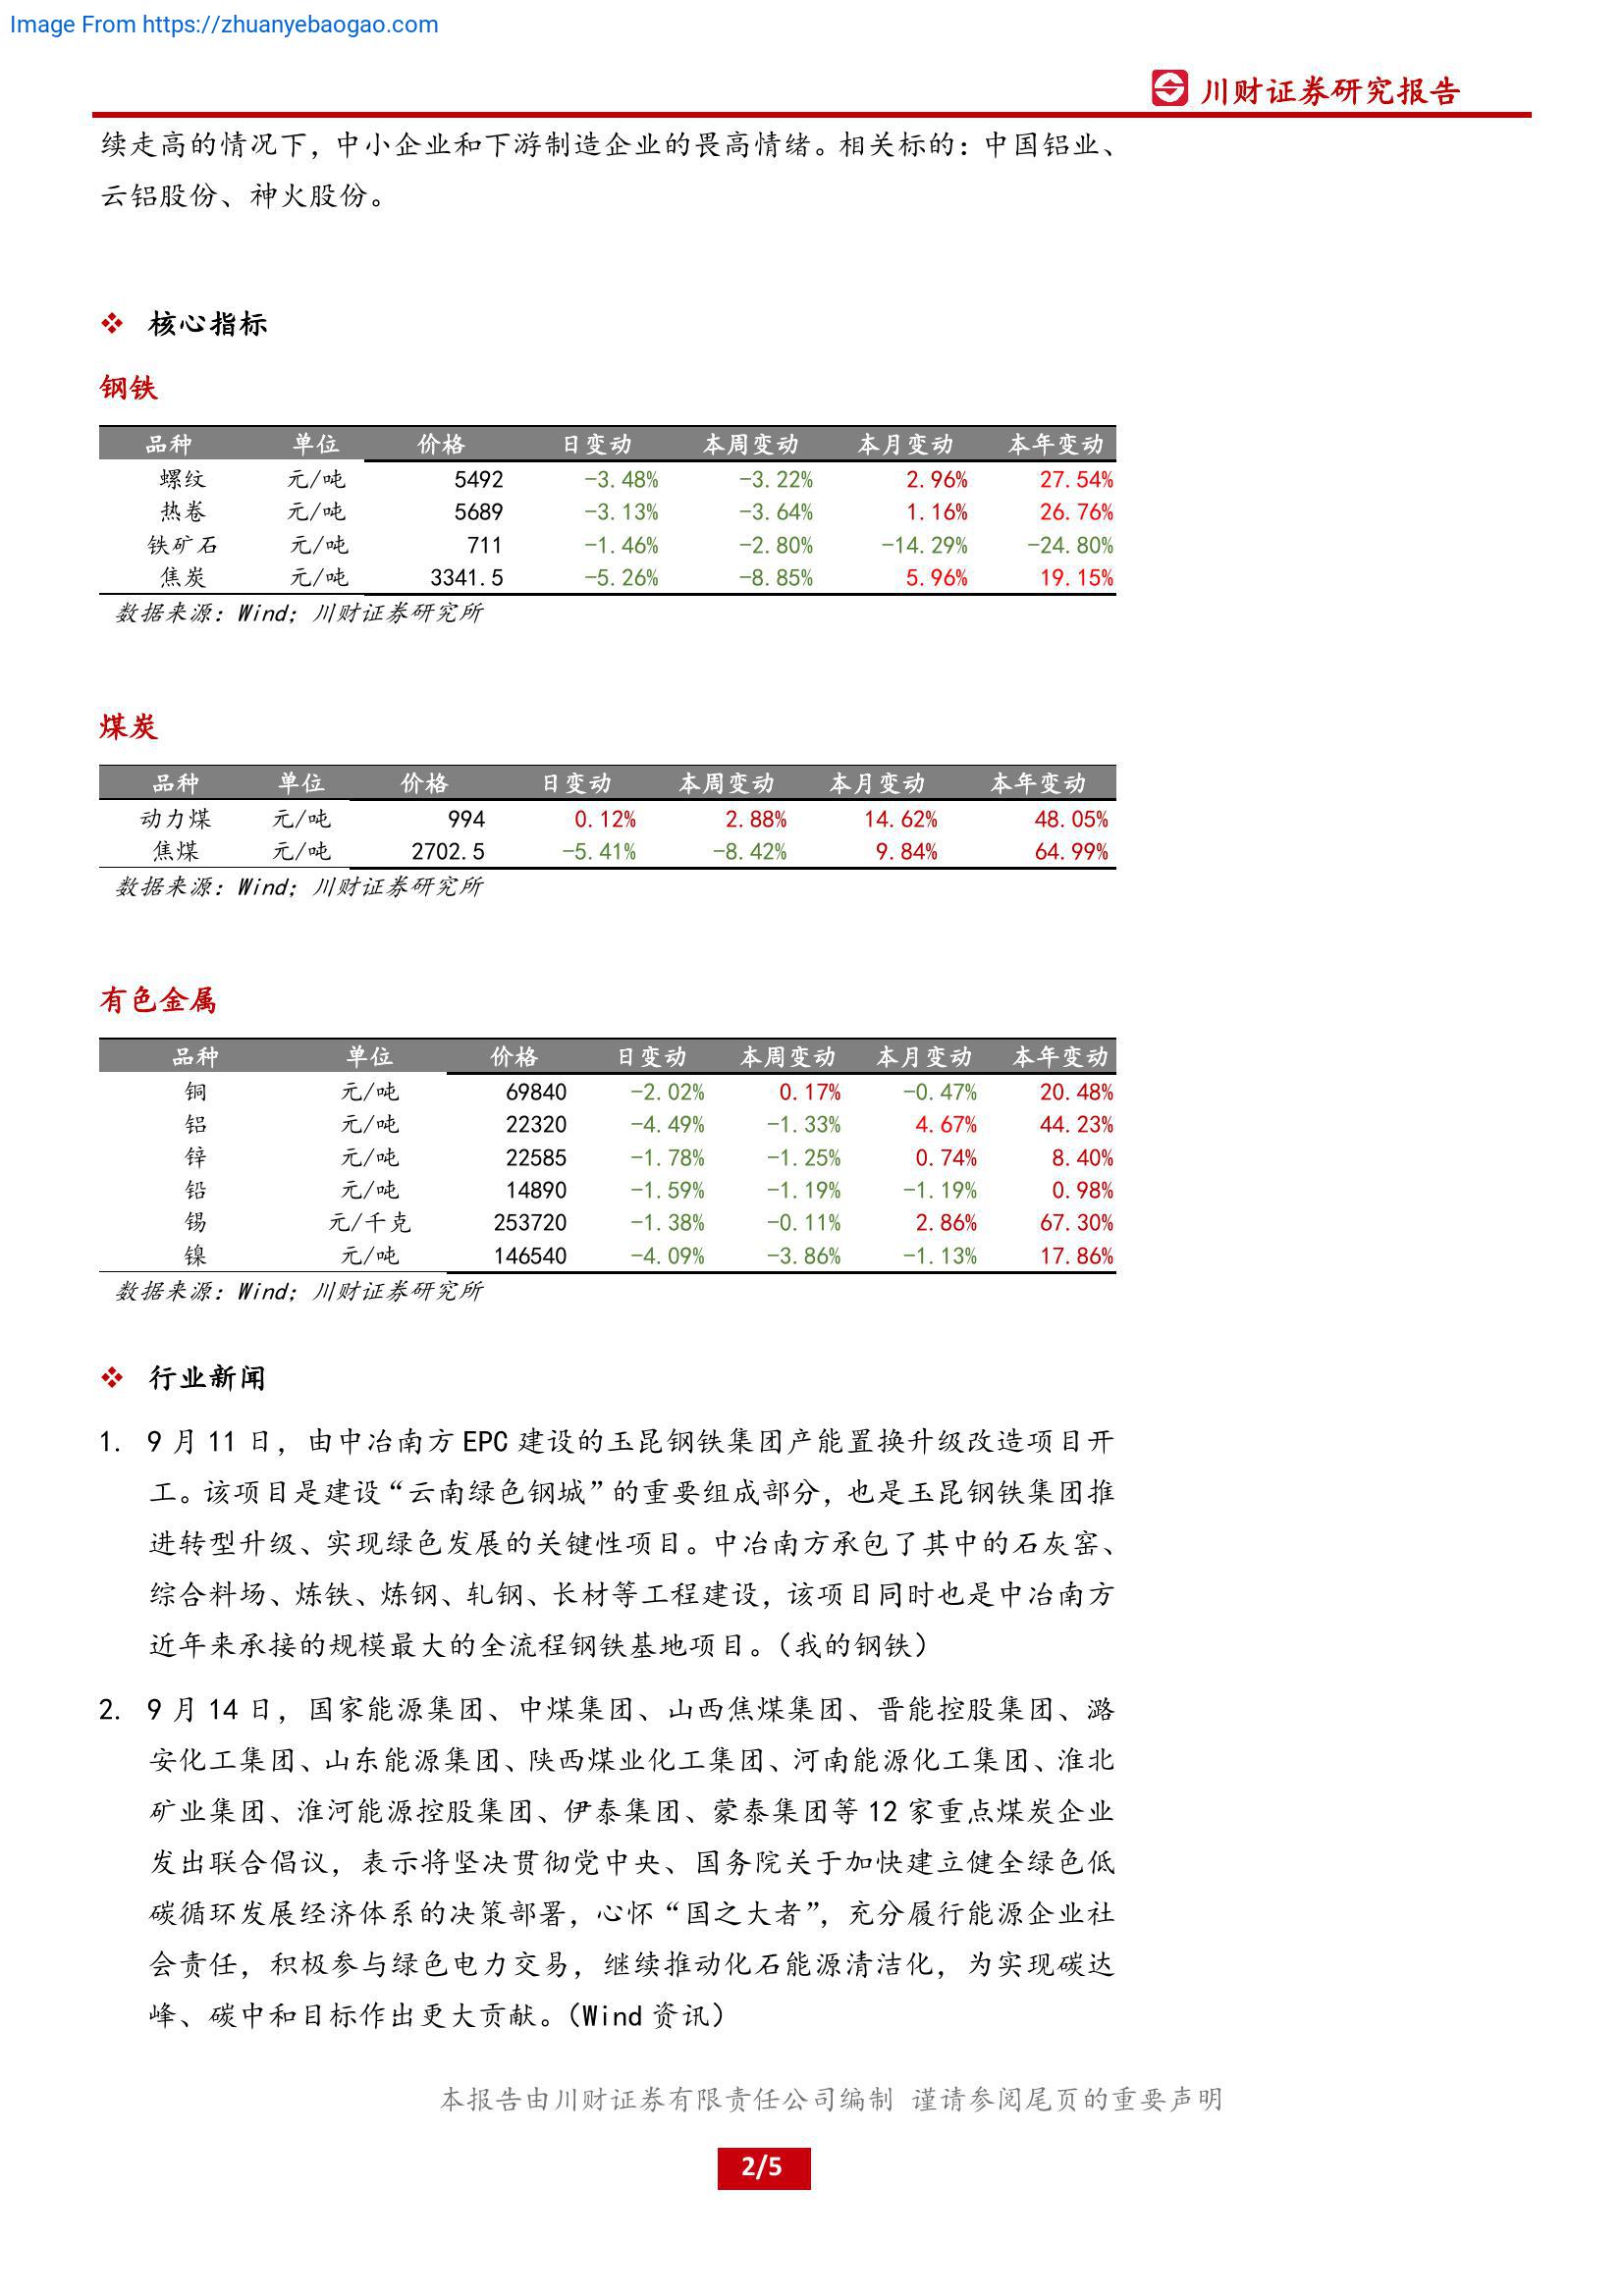 Image From https://zhuanyebaogao.com
川财证券研究报告
续走高的情况下，中小企业和下游制造企业的畏高情绪。相关标的：中国铝业、
云铝股份、神火股份。
❖ 核心指标
钢铁
品种 单位 价格 日变动 本周变动 本月变动 本年变动
螺纹 元/吨 5492 -3.48% -3.22% 2.96% 27.54%
热卷 元/吨 5689 -3.13% -3.64% 1.16% 26.76%
铁矿石 元/吨 711 -1.46% -2.80% -14.29% -24.80%
焦炭 元/吨 3341.5 -5.26% -8.85% 5.96% 19.15%
数据来源：Wind；川财证券研究所
煤炭
品种 单位 价格 日变动 本周变动 本月变动 本年变动
动力煤 元/吨 994 0.12% 2.88% 14.62% 48.05%
焦煤 元/吨 2702.5 -5.41% -8.42% 9.84% 64.99%
数据来源：Wind；川财证券研究所
有色金属
品种 单位 价格 日变动 本周变动 本月变动 本年变动
铜 元/吨 69840 -2.02% 0.17% -0.47% 20.48%
铝 元/吨 22320 -4.49% -1.33% 4.67% 44.23%
锌 元/吨 22585 -1.78% -1.25% 0.74% 8.40%
铅 元/吨 14890 -1.59% -1.19% -1.19% 0.98%
锡 元/千克 253720 -1.38% -0.11% 2.86% 67.30%
镍 元/吨 146540 -4.09% -3.86% -1.13% 17.86%
数据来源：Wind；川财证券研究所
❖ 行业新闻
1. 9 月 11 日，由中冶南方 EPC 建设的玉昆钢铁集团产能置换升级改造项目开
工。该项目是建设“云南绿色钢城”的重要组成部分，也是玉昆钢铁集团推
进转型升级、实现绿色发展的关键性项目。中冶南方承包了其中的石灰窑、
综合料场、炼铁、炼钢、轧钢、长材等工程建设，该项目同时也是中冶南方
近年来承接的规模最大的全流程钢铁基地项目。（我的钢铁）
2. 9 月 14 日，国家能源集团、中煤集团、山西焦煤集团、晋能控股集团、潞
安化工集团、山东能源集团、陕西煤业化工集团、河南能源化工集团、淮北
矿业集团、淮河能源控股集团、伊泰集团、蒙泰集团等 12 家重点煤炭企业
发出联合倡议，表示将坚决贯彻党中央、国务院关于加快建立健全绿色低
碳循环发展经济体系的决策部署，心怀“国之大者”，充分履行能源企业社
会责任，积极参与绿色电力交易，继续推动化石能源清洁化，为实现碳达
峰、碳中和目标作出更大贡献。（Wind 资讯）
本报告由川财证券有限责任公司编制 谨请参阅尾页的重要声明
2/5